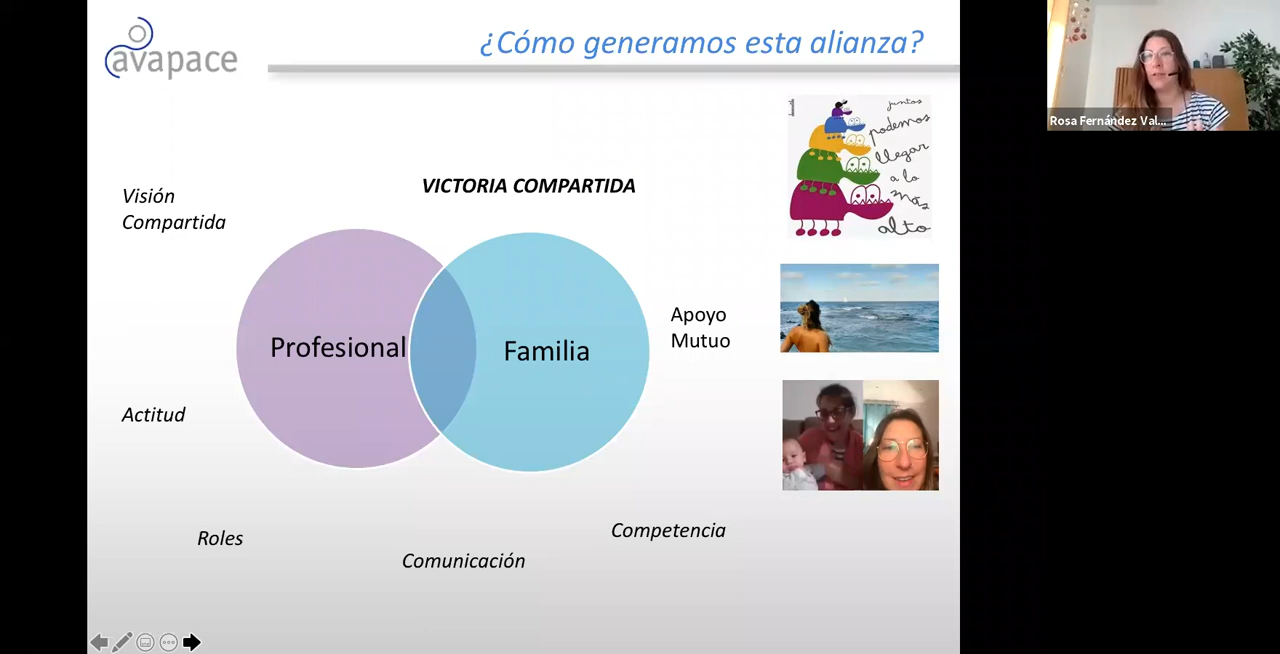 avapace
¿Cómo generamos esta alianza?
juntos
podemos
llegar
a lo
más
alto
Rosa Fernández Val...
VICTORIA COMPARTIDA
Visión
Compartida
Profesional
Familia
Apoyo
Mutuo
Actitud
Roles
Comunicación
Competencia